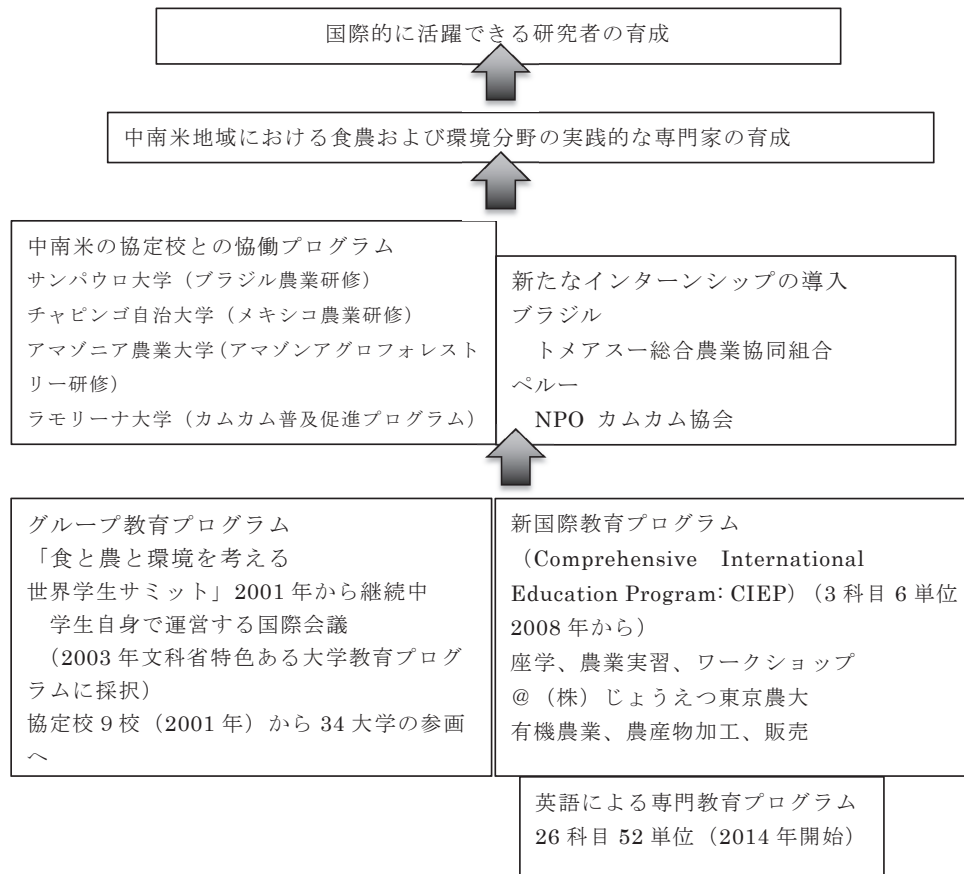 国際的に活躍できる研究者の育成
中南米地域における食農および環境分野の実践的な専門家の育成
中南米の協定校との恊働プログラム
サンパウロ大学（ブラジル農業研修）
チャピンゴ自治大学（メキシコ農業研修）
アマゾニア農業大学（アマゾンアグロフォレスト
リー研修）
ラモリーナ大学（カムカム普及促進プログラム）
新たなインターンシップの導入
ブラジル
トメアスー総合農業協同組合
ペルー
NPO カムカム協会
グループ教育プログラム
「食と農と環境を考える
世界学生サミット」2001 年から継続中
学生自身で運営する国際会議
（2003 年文科省特色ある大学教育プログ
ラムに採択）
協定校 9 校（2001 年）から 34 大学の参画
へ
新国際教育プログラム
（Comprehensive International
Education Program: CIEP）（3 科目 6 単位
2008 年から）
座学、農業実習、ワークショップ
@（株）じょうえつ東京農大
有機農業、農産物加工、販売
英語による専門教育プログラム
26 科目 52 単位（2014 年開始）